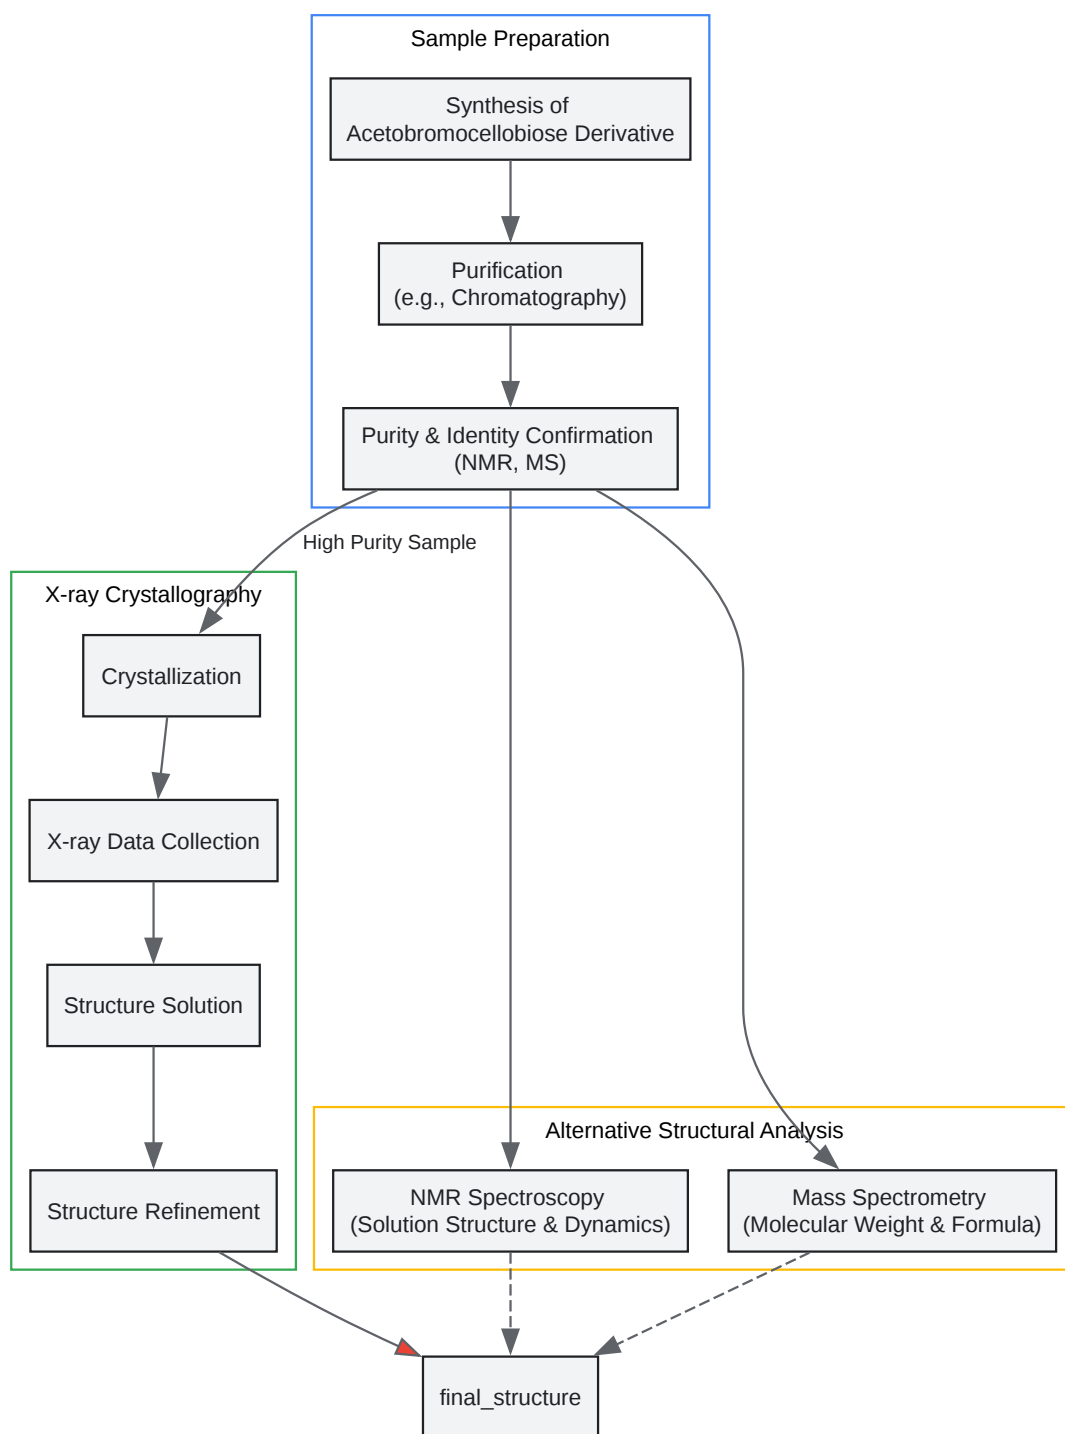 Sample Preparation
Synthesis of
Acetobromocellobiose Derivative
Purification
(e.g., Chromatography)
Purity & Identity Confirmation
(NMR, MS)
High Purity Sample
X-ray Crystallography
Crystallization
X-ray Data Collection
Structure Solution
Structure Refinement
Alternative Structural Analysis
NMR Spectroscopy
(Solution Structure & Dynamics)
Mass Spectrometry
(Molecular Weight & Formula)
final_structure